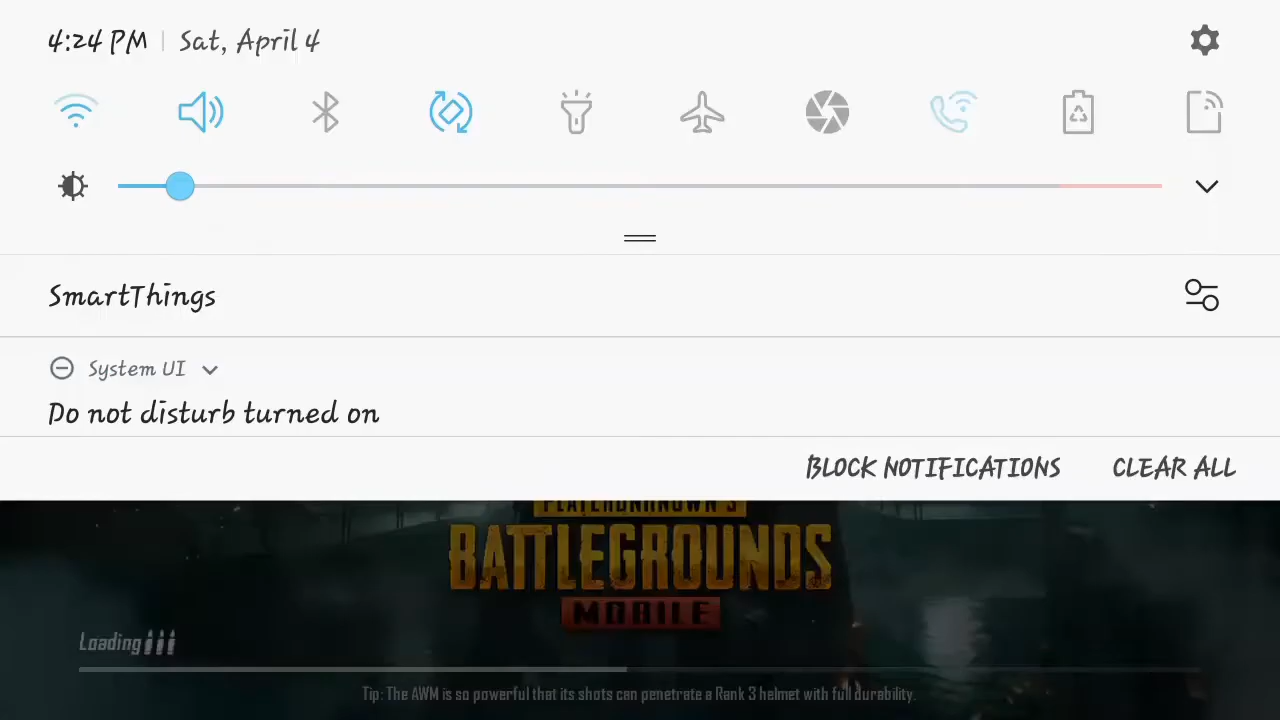 4:24 PM | Sat, April 4
SmartThings
System UI
Do not disturb turned on
BLOCK NOTIFICATIONS CLEAR ALL
PLAYERUNKNOWN'S
BATTLEGROUNDS
MOBILE
Loading
Tip: The AWM is so powerful that its shots can penetrate a Rank 3 helmet with full durability.